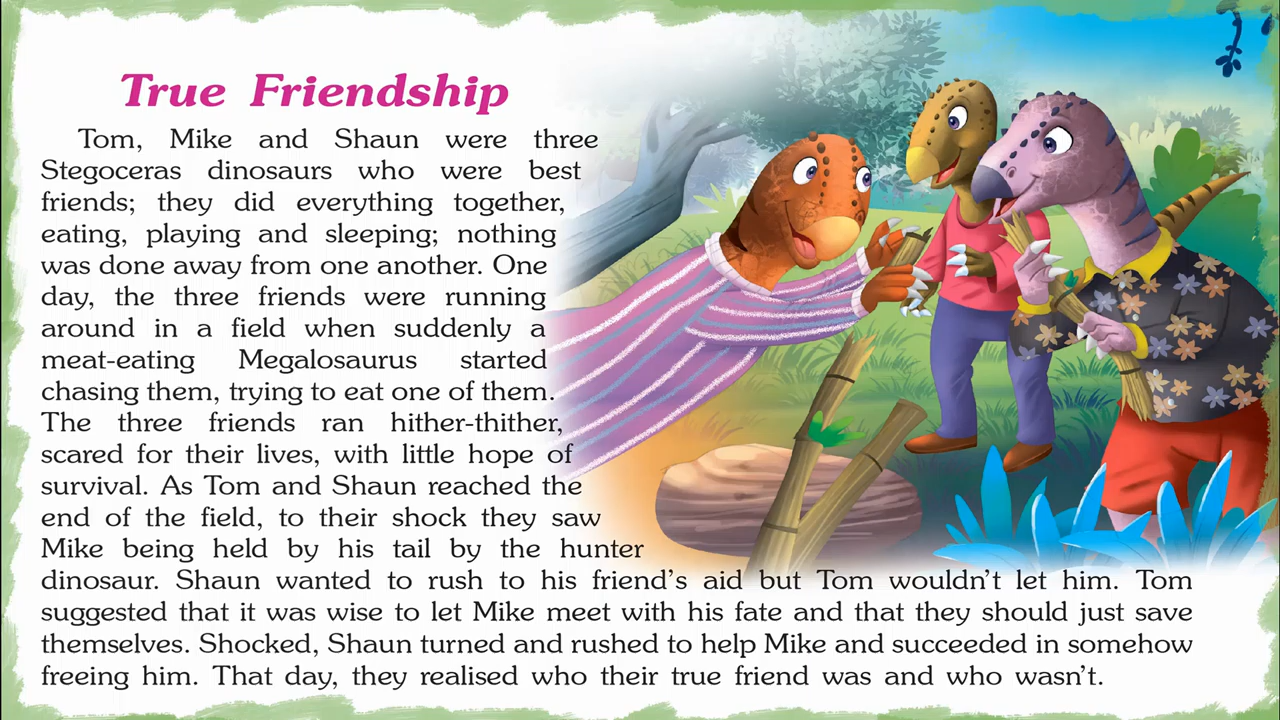 True Friendship
Tom, Mike and Shaun were three
Stegoceras dinosaurs who were best
friends; they did everything together,
eating, playing and sleeping; nothing
was done away from one another. One
day, the three friends were running
around in a field when suddenly a
meat-eating Megalosaurus started
chasing them, trying to eat one of them.
The three friends ran hither-thither,
scared for their lives, with little hope of
survival. As Tom and Shaun reached the
end of the field, to their shock they saw
Mike being held by his tail by the hunter
dinosaur. Shaun wanted to rush to his friend's aid but Tom wouldn't let him. Tom
suggested that it was wise to let Mike meet with his fate and that they should just save
themselves. Shocked, Shaun turned and rushed to help Mike and succeeded in somehow
freeing him. That day, they realised who their true friend was and who wasn't.